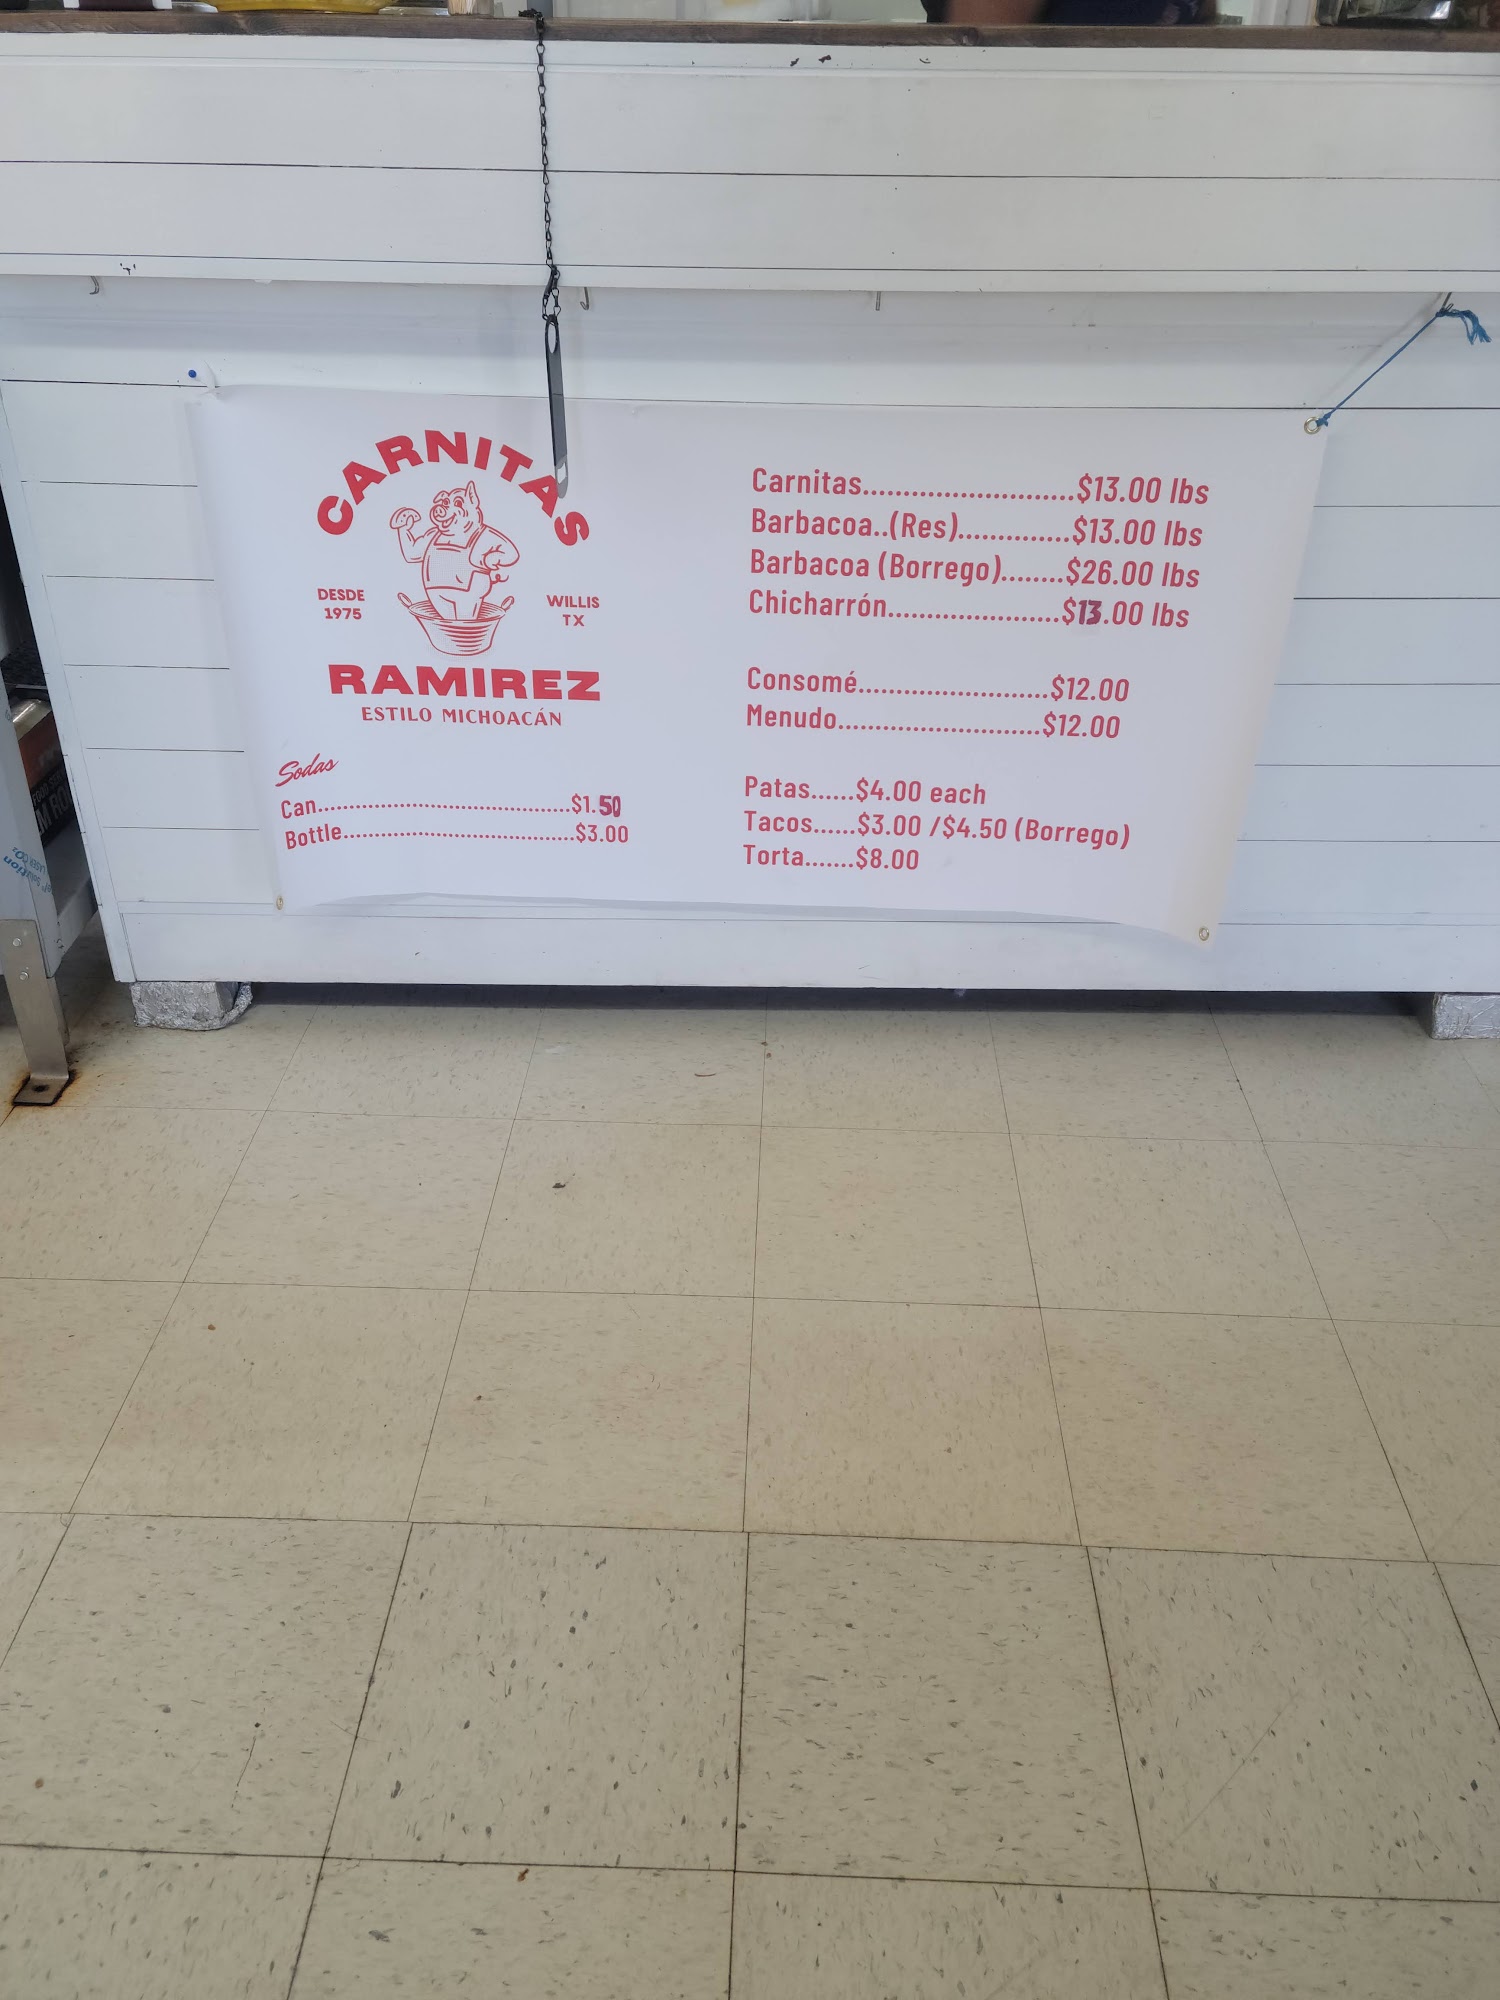 CARNITAS
DESDE
1975
WILLIS
TX
RAMIREZ
ESTILO MICHOACÁN
Sodas
Can......................................$1.50
Bottle...................................$3.00
Carnitas..........................$13.00 lbs
Barbacoa..(Res)..............$13.00 lbs
Barbacoa (Borrego)........$26.00 lbs
Chicharrón......................$13.00 lbs
Consomé.........................$12.00
Menudo...........................$12.00
Patas......$4.00 each
Tacos......$3.00 /$4.50 (Borrego)
Torta.......$8.00